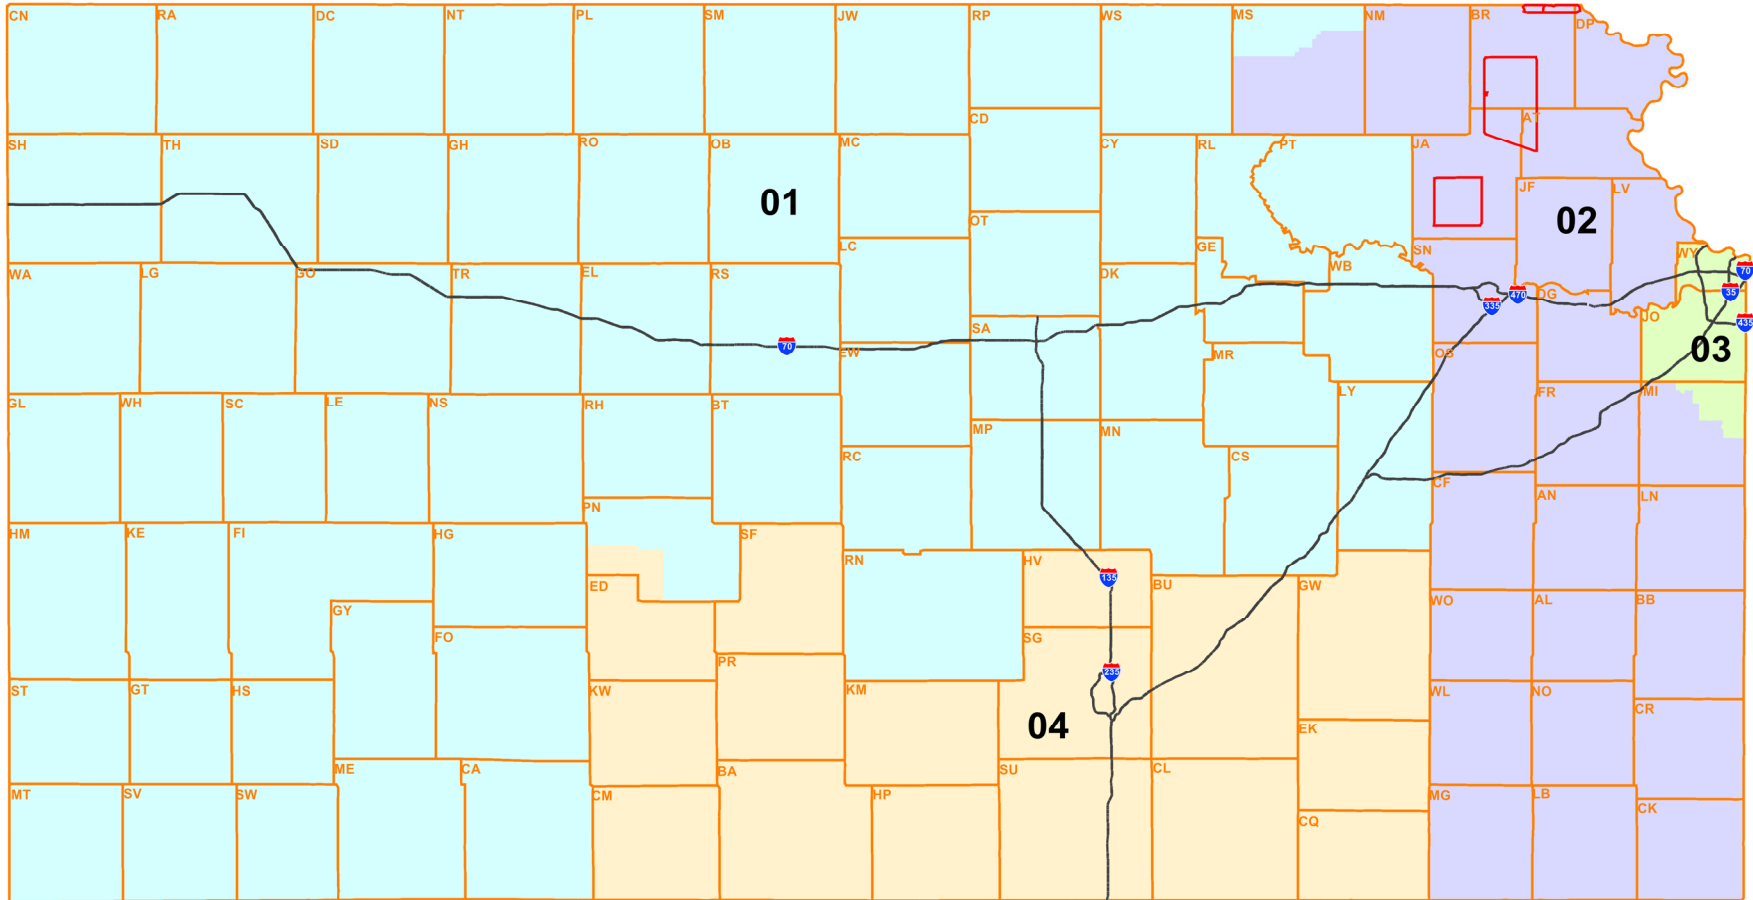 CN RA DC NT PL SM JW RP WS MS NM BR DP
CD AT
SH TH SD GH RO OB MC CY RL PT JA
01 02 JF LV
OT
LC GE SN WY
WA LG GO TR EL RS DK WB
70
470 DG 35
335 JO 435
SA
70 EW MR OS 03
GL WH SC LE NS RH BT LY FR MI
MP MN
RC CS
PN CF AN LN
HM KE FI HG SF
RN HV
135
ED BU GW
GY WO AL BB
FO SG
PR 235
ST GT HS KW KM WL NO
CR
04 EK
ME CA BA SU CL
MT SV SW CM HP MG LB
CK
CQ